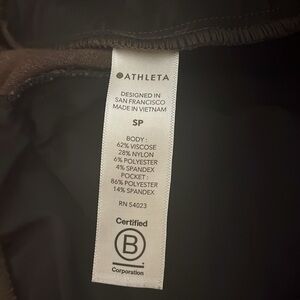 ATHLETA
DESIGNED IN
SAN FRANCISCO
MADE IN VIETNAM
SP
BODY :
62% VISCOSE
28% NYLON
6% POLYESTER
4% SPANDEX
POCKET :
86% POLYESTER
14% SPANDEX
RN 54023
Certified
B
Corporation